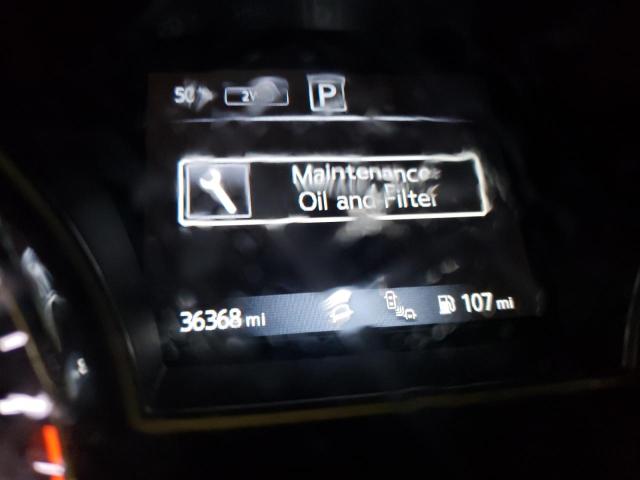 P
Maintenance
Oil and Filter
36368 mi
107 mi